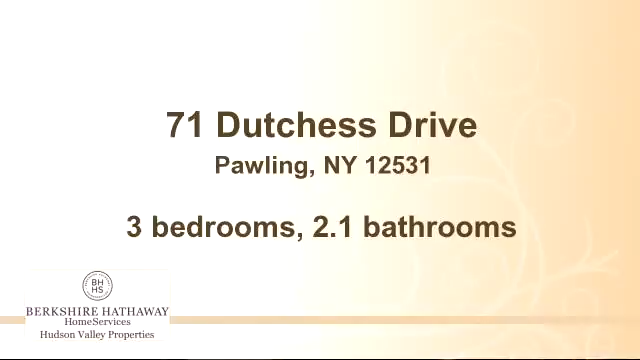 71 Dutchess Drive
Pawling, NY 12531
3 bedrooms, 2.1 bathrooms
BH
HS
BERKSHIRE HATHAWAY
HomeServices
Hudson Valley Properties